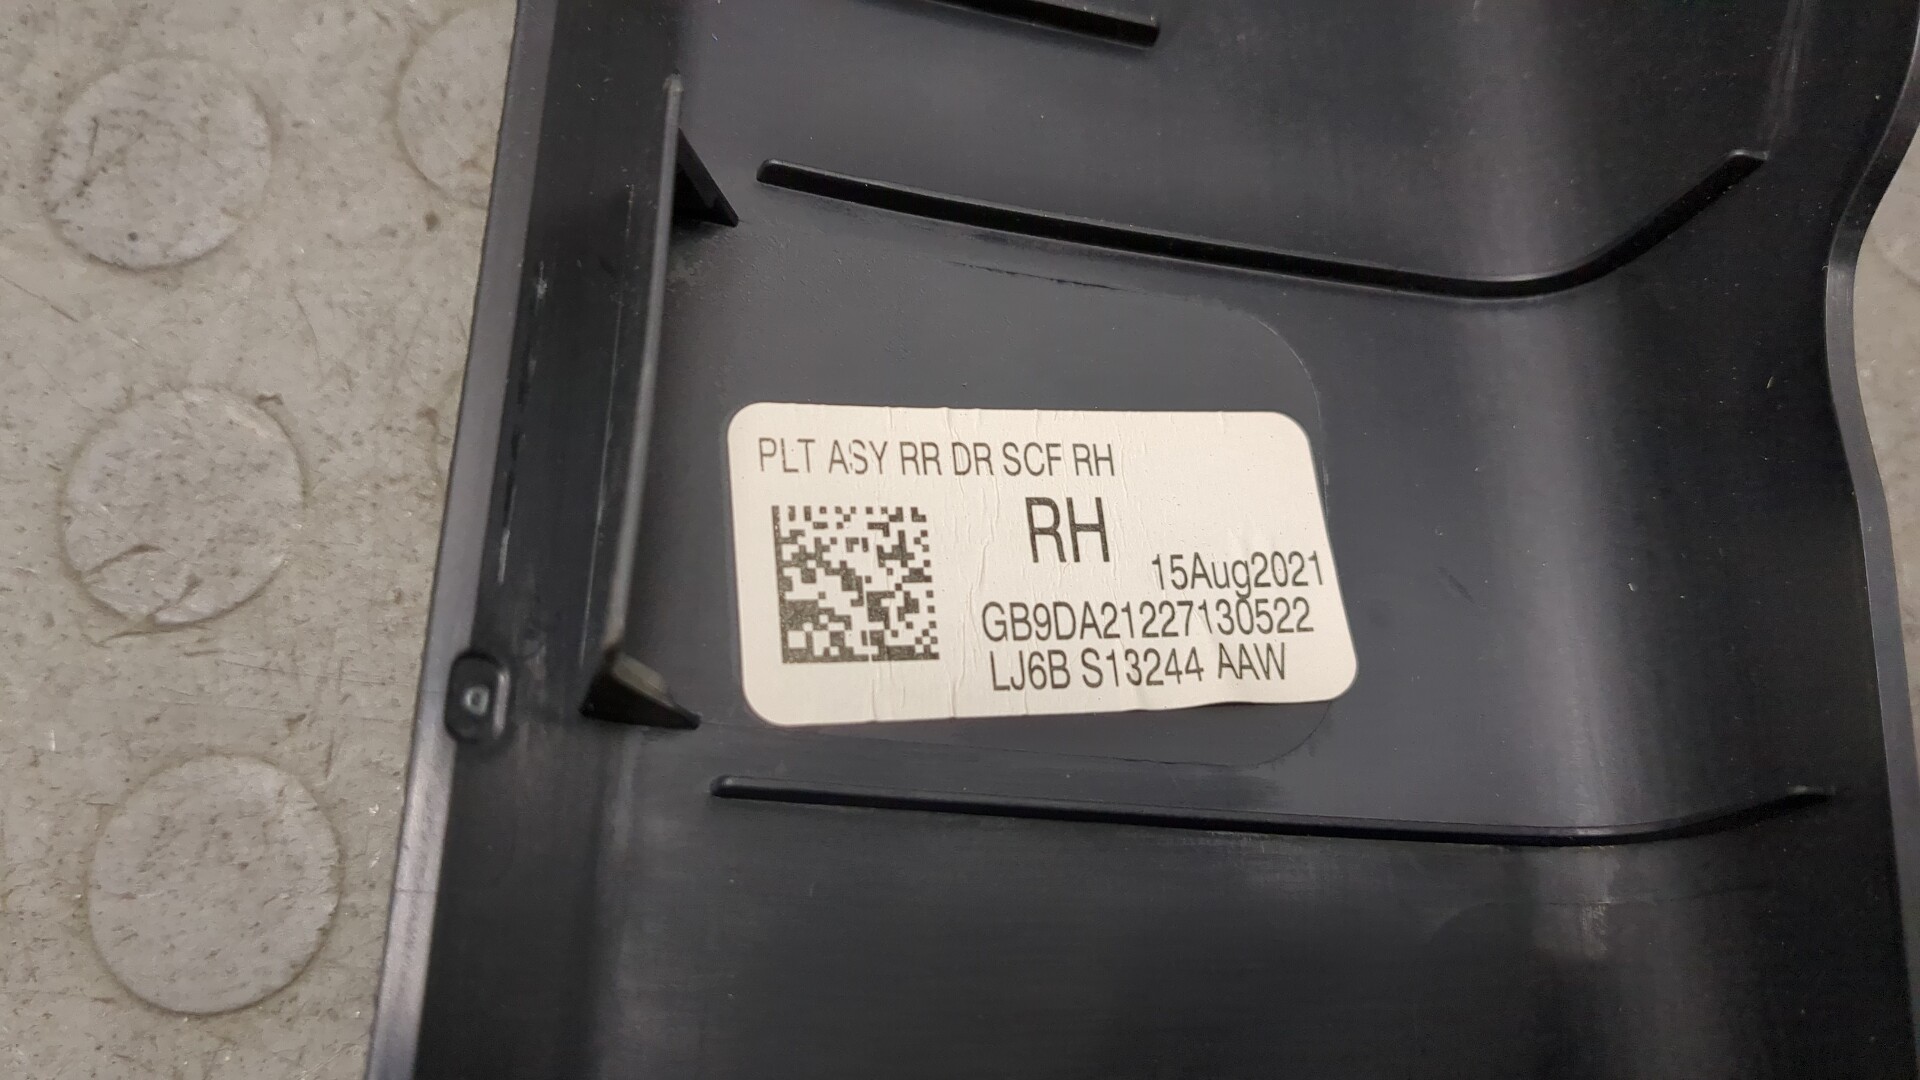 PLT ASY RR DR SCF RH
RH
15Aug2021
GB9DA21227130522
LJ6B S13244 AAW